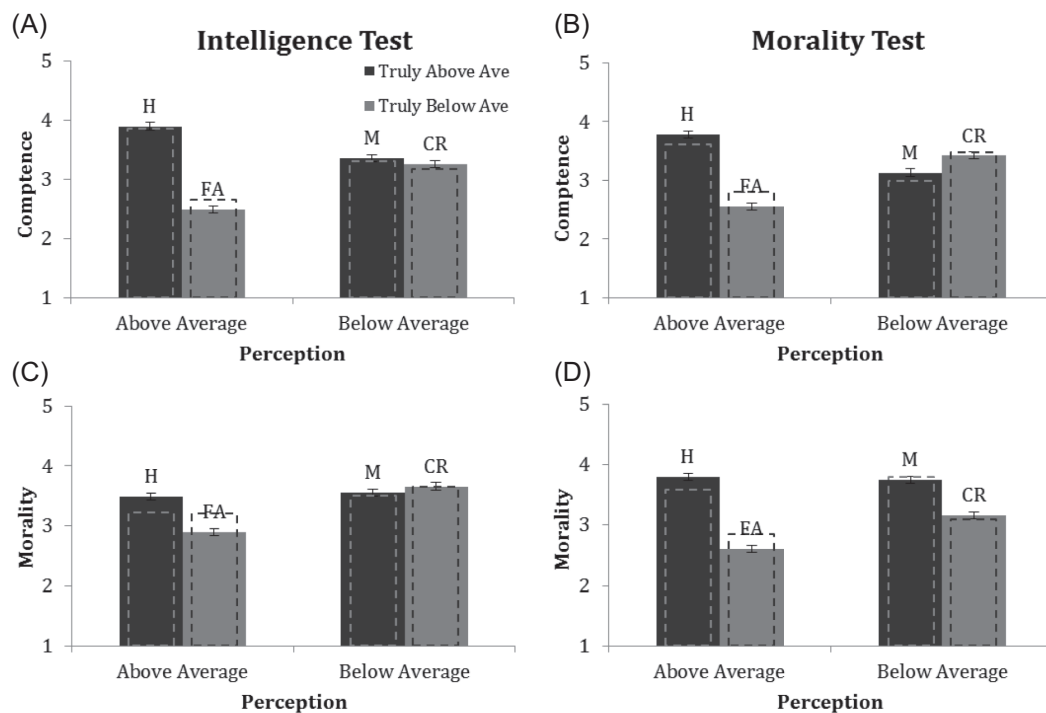 (A)
Intelligence Test
5
4
3
2
1
Comptence
Truly Above Ave
Truly Below Ave
H
FA
M
CR
Above Average
Below Average
Perception
(B)
Morality Test
5
4
3
2
1
Comptence
H
FA
M
CR
Above Average
Below Average
Perception
(C)
5
4
3
2
1
Morality
H
FA
M
CR
Above Average
Below Average
Perception
(D)
5
4
3
2
1
Morality
H
FA
M
CR
Above Average
Below Average
Perception